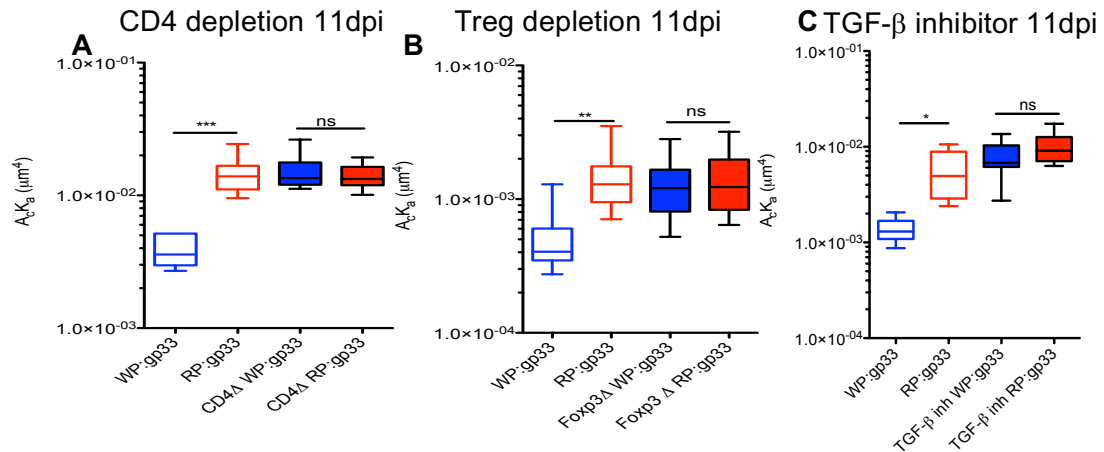 CD4 depletion 11dpi
A
1.0×10⁻⁰¹
1.0×10⁻⁰²
1.0×10⁻⁰³
AcKa (μm⁴)
***
ns
WP:gp33
RP:gp33
CD4Δ WP:gp33
CD4Δ RP:gp33
Treg depletion 11dpi
B
1.0×10⁻⁰²
1.0×10⁻⁰³
1.0×10⁻⁰⁴
AcKa (μm⁴)
**
ns
WP:gp33
RP:gp33
Foxp3Δ WP:gp33
Foxp3 Δ RP:gp33
C TGF-β inhibitor 11dpi
1.0×10⁻⁰¹
1.0×10⁻⁰²
1.0×10⁻⁰³
1.0×10⁻⁰⁴
AcKa (μm⁴)
*
ns
WP:gp33
RP:gp33
TGF-β inh WP:gp33
TGF-β inh RP:gp33